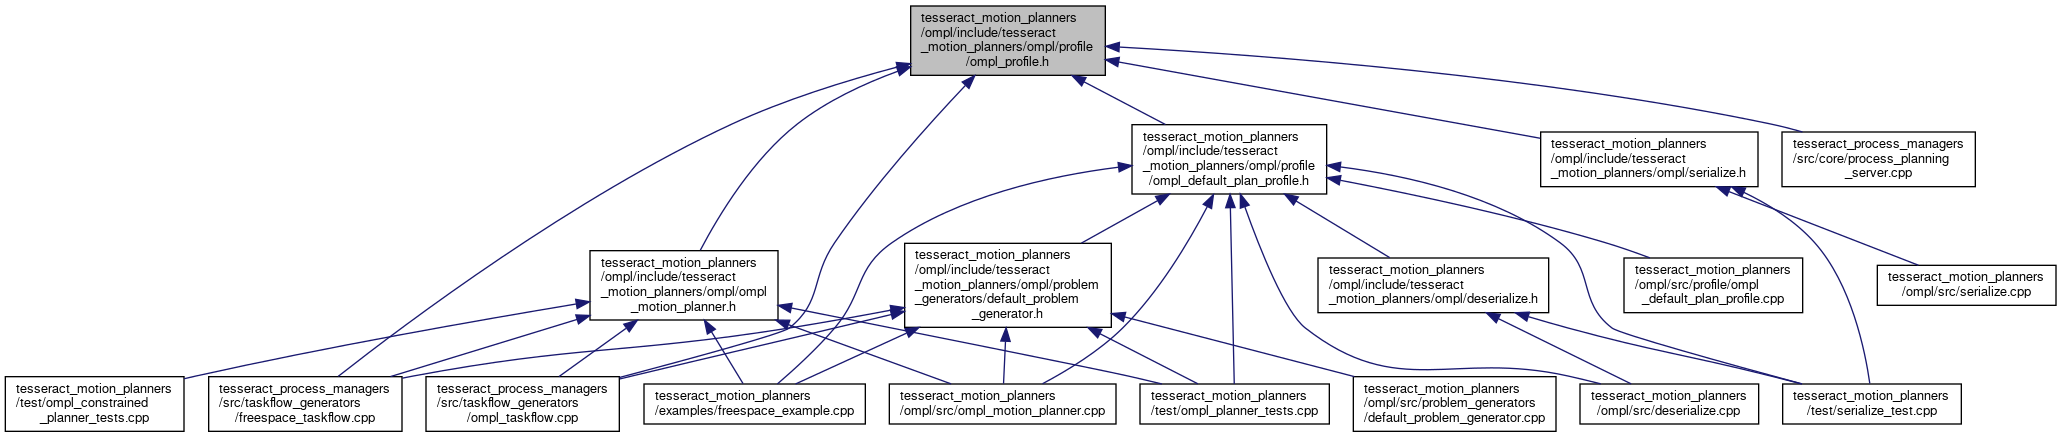 tesseract_motion_planners
/ompl/include/tesseract
_motion_planners/ompl/profile
/ompl_profile.h
tesseract_motion_planners
/ompl/include/tesseract
_motion_planners/ompl/profile
/ompl_default_plan_profile.h
tesseract_motion_planners
/ompl/include/tesseract
_motion_planners/ompl/serialize.h
tesseract_process_managers
/src/core/process_planning
_server.cpp
tesseract_motion_planners
/ompl/include/tesseract
_motion_planners/ompl/ompl
_motion_planner.h
tesseract_motion_planners
/ompl/include/tesseract
_motion_planners/ompl/problem
_generators/default_problem
_generator.h
tesseract_motion_planners
/ompl/include/tesseract
_motion_planners/ompl/deserialize.h
tesseract_motion_planners
/ompl/src/profile/ompl
_default_plan_profile.cpp
tesseract_motion_planners
/ompl/src/serialize.cpp
tesseract_motion_planners
/test/ompl_constrained
_planner_tests.cpp
tesseract_process_managers
/src/taskflow_generators
/freespace_taskflow.cpp
tesseract_process_managers
/src/taskflow_generators
/ompl_taskflow.cpp
tesseract_motion_planners
/examples/freespace_example.cpp
tesseract_motion_planners
/ompl/src/ompl_motion_planner.cpp
tesseract_motion_planners
/test/ompl_planner_tests.cpp
tesseract_motion_planners
/ompl/src/problem_generators
/default_problem_generator.cpp
tesseract_motion_planners
/ompl/src/deserialize.cpp
tesseract_motion_planners
/test/serialize_test.cpp